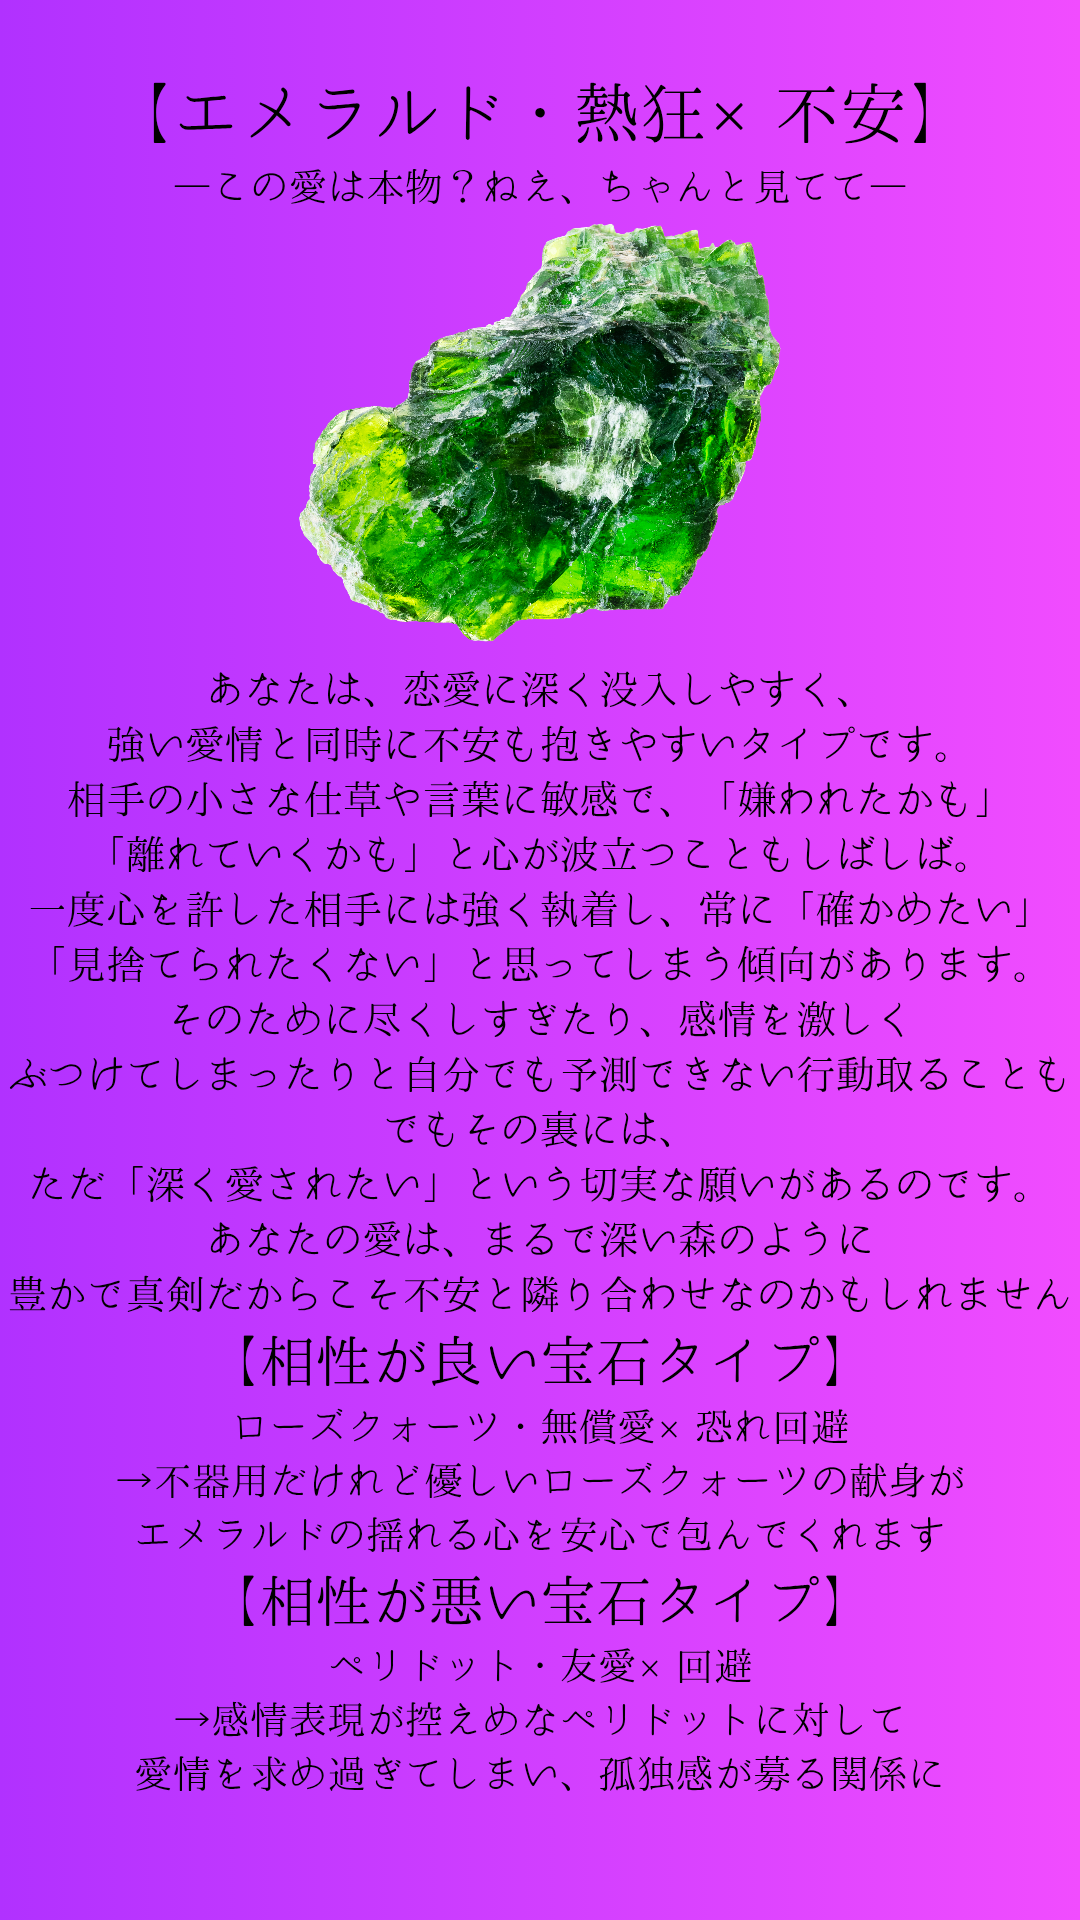 【エメラルド・熱狂× 不安】
—この愛は本物？ねえ、ちゃんと見てて—
あなたは、恋愛に深く没入しやすく、
強い愛情と同時に不安も抱きやすいタイプです。
相手の小さな仕草や言葉に敏感で、「嫌われたかも」
「離れていくかも」と心が波立つこともしばしば。
一度心を許した相手には強く執着し、常に「確かめたい」
「見捨てられたくない」と思ってしまう傾向があります。
そのために尽くしすぎたり、感情を激しく
ぶつけてしまったりと自分でも予測できない行動取ることも
でもその裏には、
ただ「深く愛されたい」という切実な願いがあるのです。
あなたの愛は、まるで深い森のように
豊かで真剣だからこそ不安と隣り合わせなのかもしれません
【相性が良い宝石タイプ】
ローズクォーツ・無償愛× 恐れ回避
→不器用だけれど優しいローズクォーツの献身が
エメラルドの揺れる心を安心で包んでくれます
【相性が悪い宝石タイプ】
ペリドット・友愛× 回避
→感情表現が控えめなペリドットに対して
愛情を求め過ぎてしまい、孤独感が募る関係に